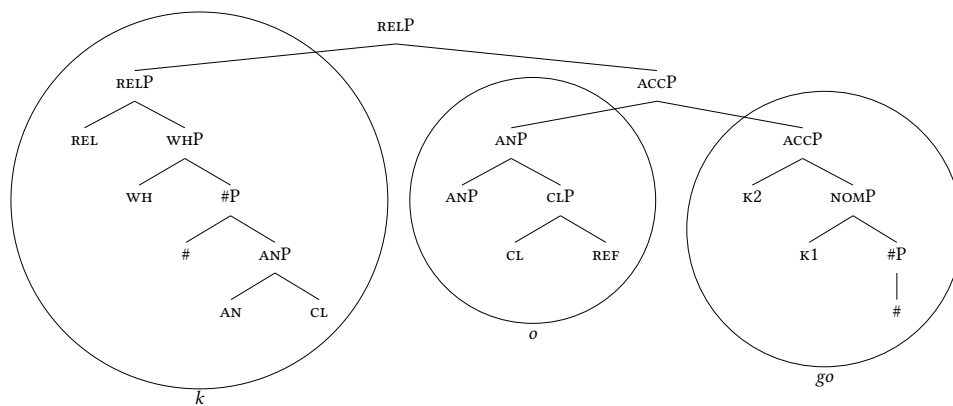 RELP
RELP ACCP
REL WHP ANP ACCP
WH #P ANP CLP K2 NOMP
# ANP CL REF K1 #P
AN CL #
k o go